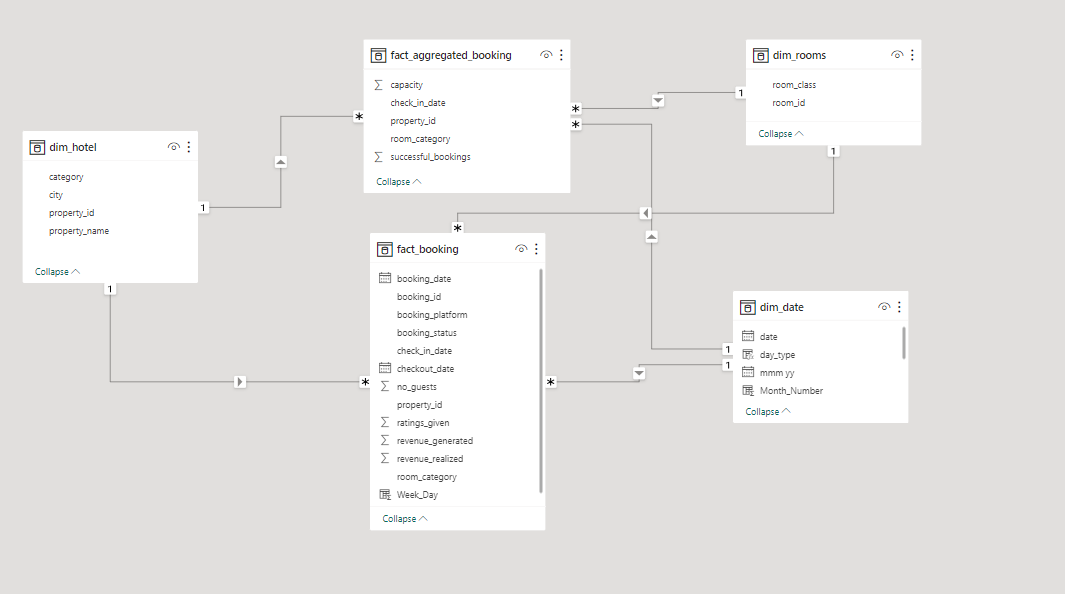 fact_aggregated_booking
capacity
check_in_date
property_id
room_category
successful_bookings
Collapse
dim_rooms
room_class
room_id
Collapse
dim_hotel
category
city
property_id
property_name
Collapse
fact_booking
booking_date
booking_id
booking_platform
booking_status
check_in_date
checkout_date
no_guests
property_id
ratings_given
revenue_generated
revenue_realized
room_category
Week_Day
Collapse
dim_date
date
day_type
mmm yy
Month_Number
Collapse
1
*
*
*
1
1
*
1
*
1
1
*